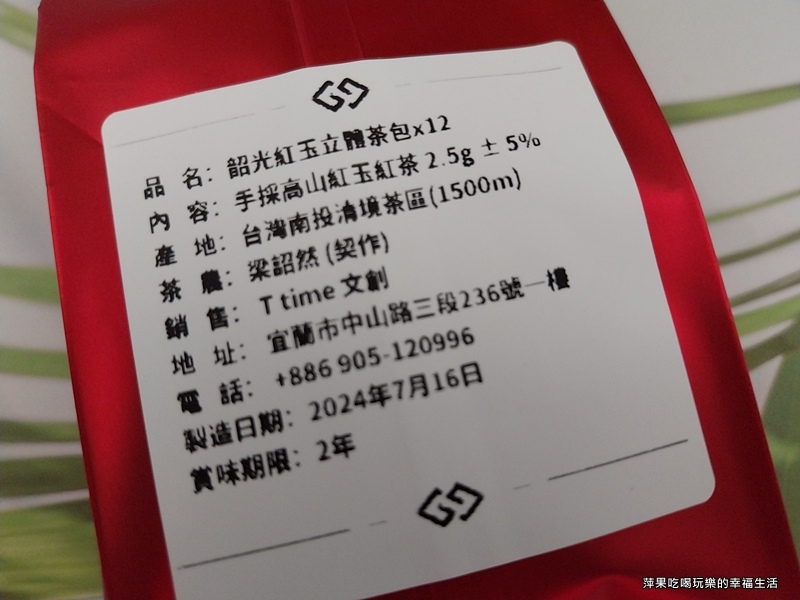 品 名：韶光紅玉立體茶包x12
內 容：手採高山紅玉紅茶 2.5g ± 5%
產 地：台灣南投清境茶區(1500m)
茶 農：梁詔然 (契作)
銷 售：T time 文創
地 址：宜蘭市中山路三段236號一樓
電 話：+886 905-120996
製造日期：2024年7月16日
賞味期限：2年
萍果吃喝玩樂的幸福生活